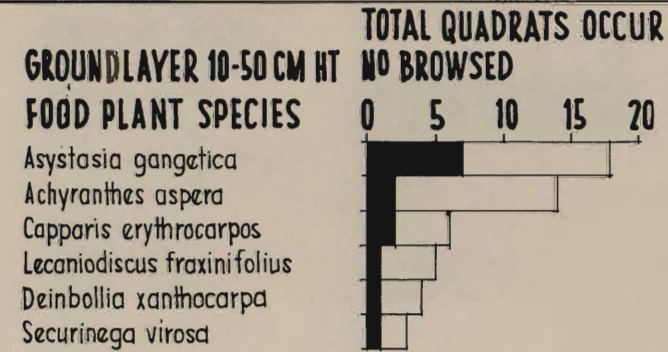 TOTAL QUADRATS OCCUR
GROUNDLAYER 10-50 CM HT NO BROWSED
FOOD PLANT SPECIES 0 5 10 15 20
Asystasia gangetica
Achyranthes aspera
Capparis erythrocarpos
Lecaniodiscus fraxinifolius
Deinbollia xanthocarpa
Securinega virosa